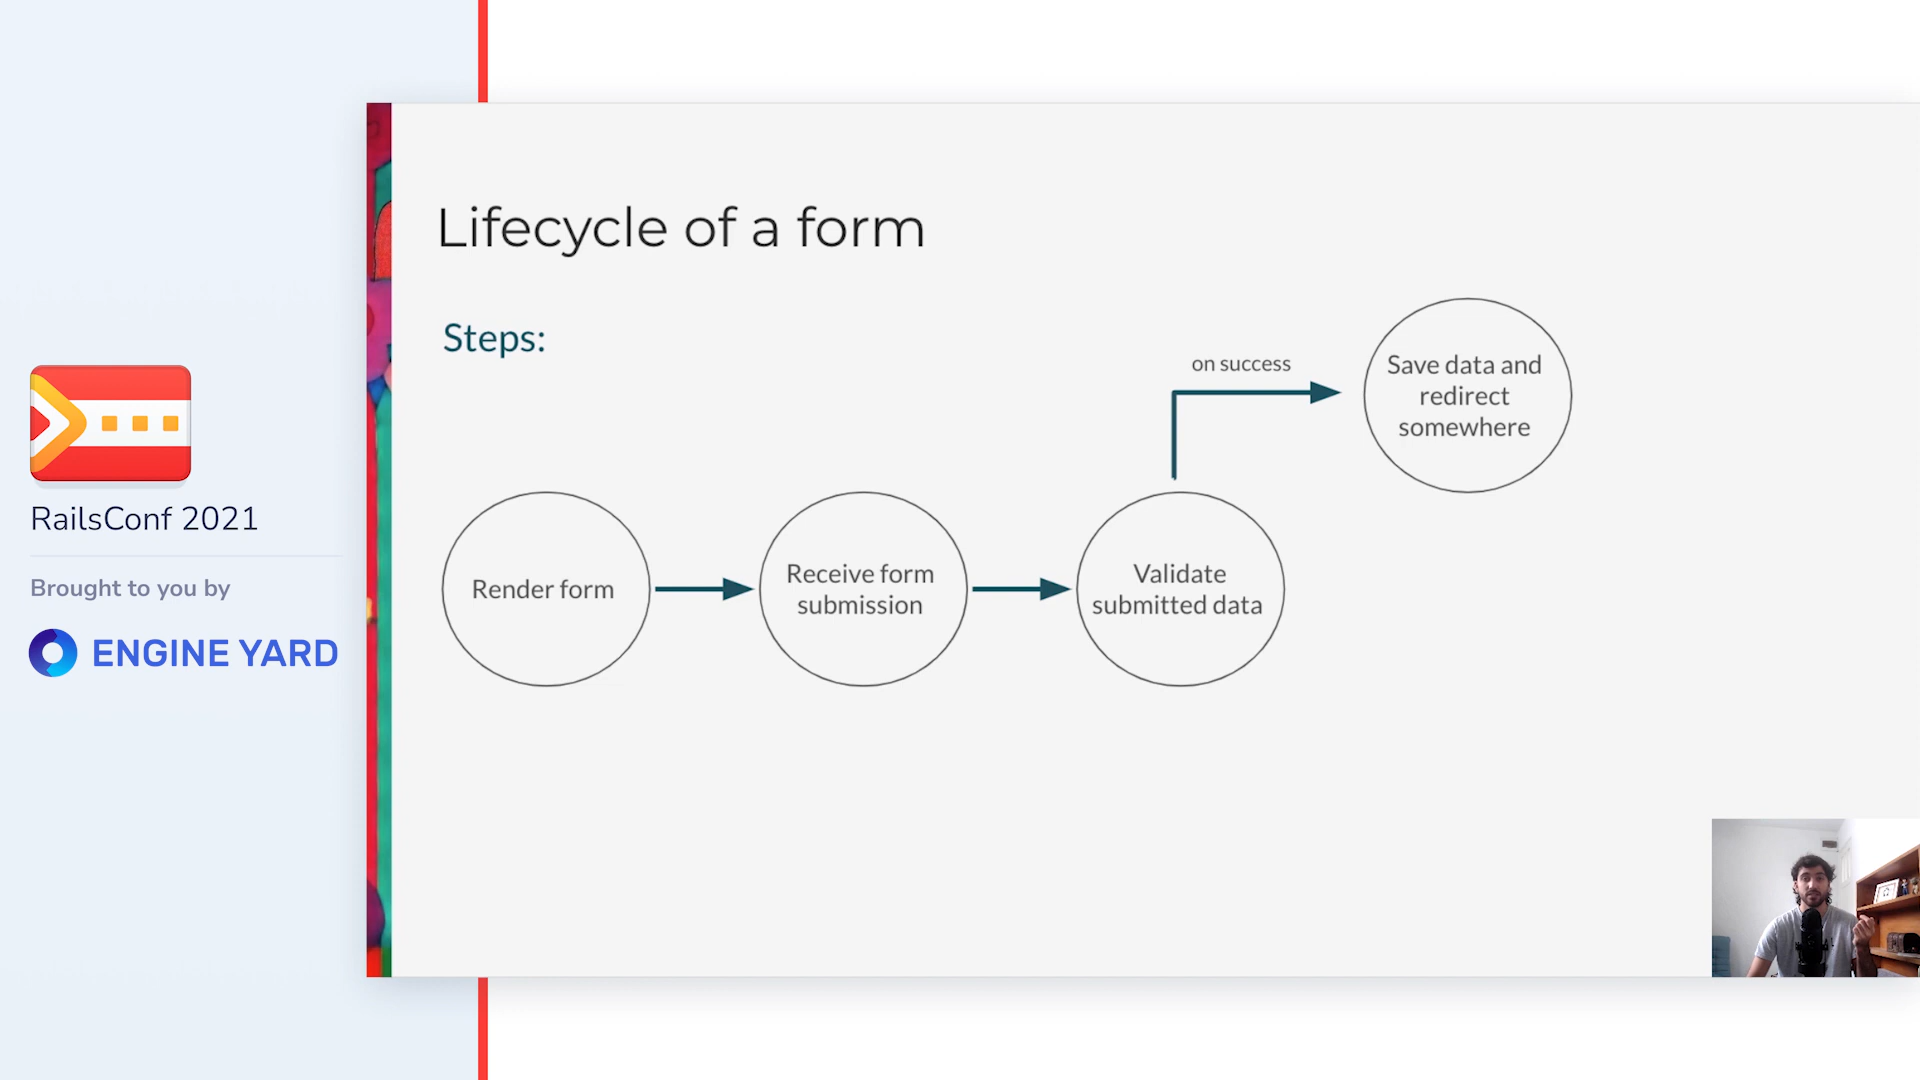 RailsConf 2021
Brought to you by
ENGINE YARD
Lifecycle of a form
Steps:
Render form
Receive form
submission
Validate
submitted data
on success
Save data and
redirect
somewhere